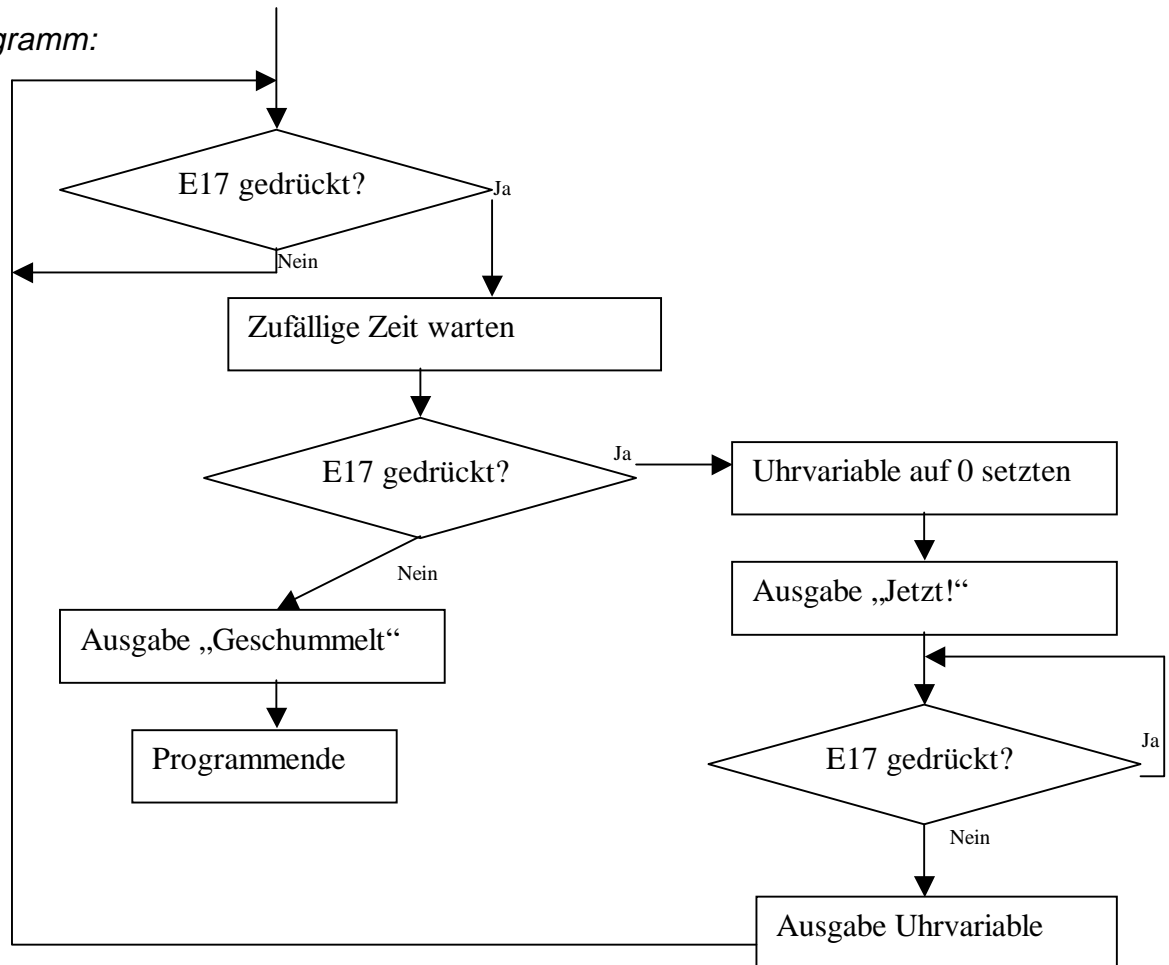 gramm:
E17 gedrückt?
Ja
Nein
Zufällige Zeit warten
E17 gedrückt?
Ja
Uhrvariable auf 0 setzten
Nein
Ausgabe „Jetzt!“
Ausgabe „Geschummelt“
Programmende
E17 gedrückt?
Ja
Nein
Ausgabe Uhrvariable